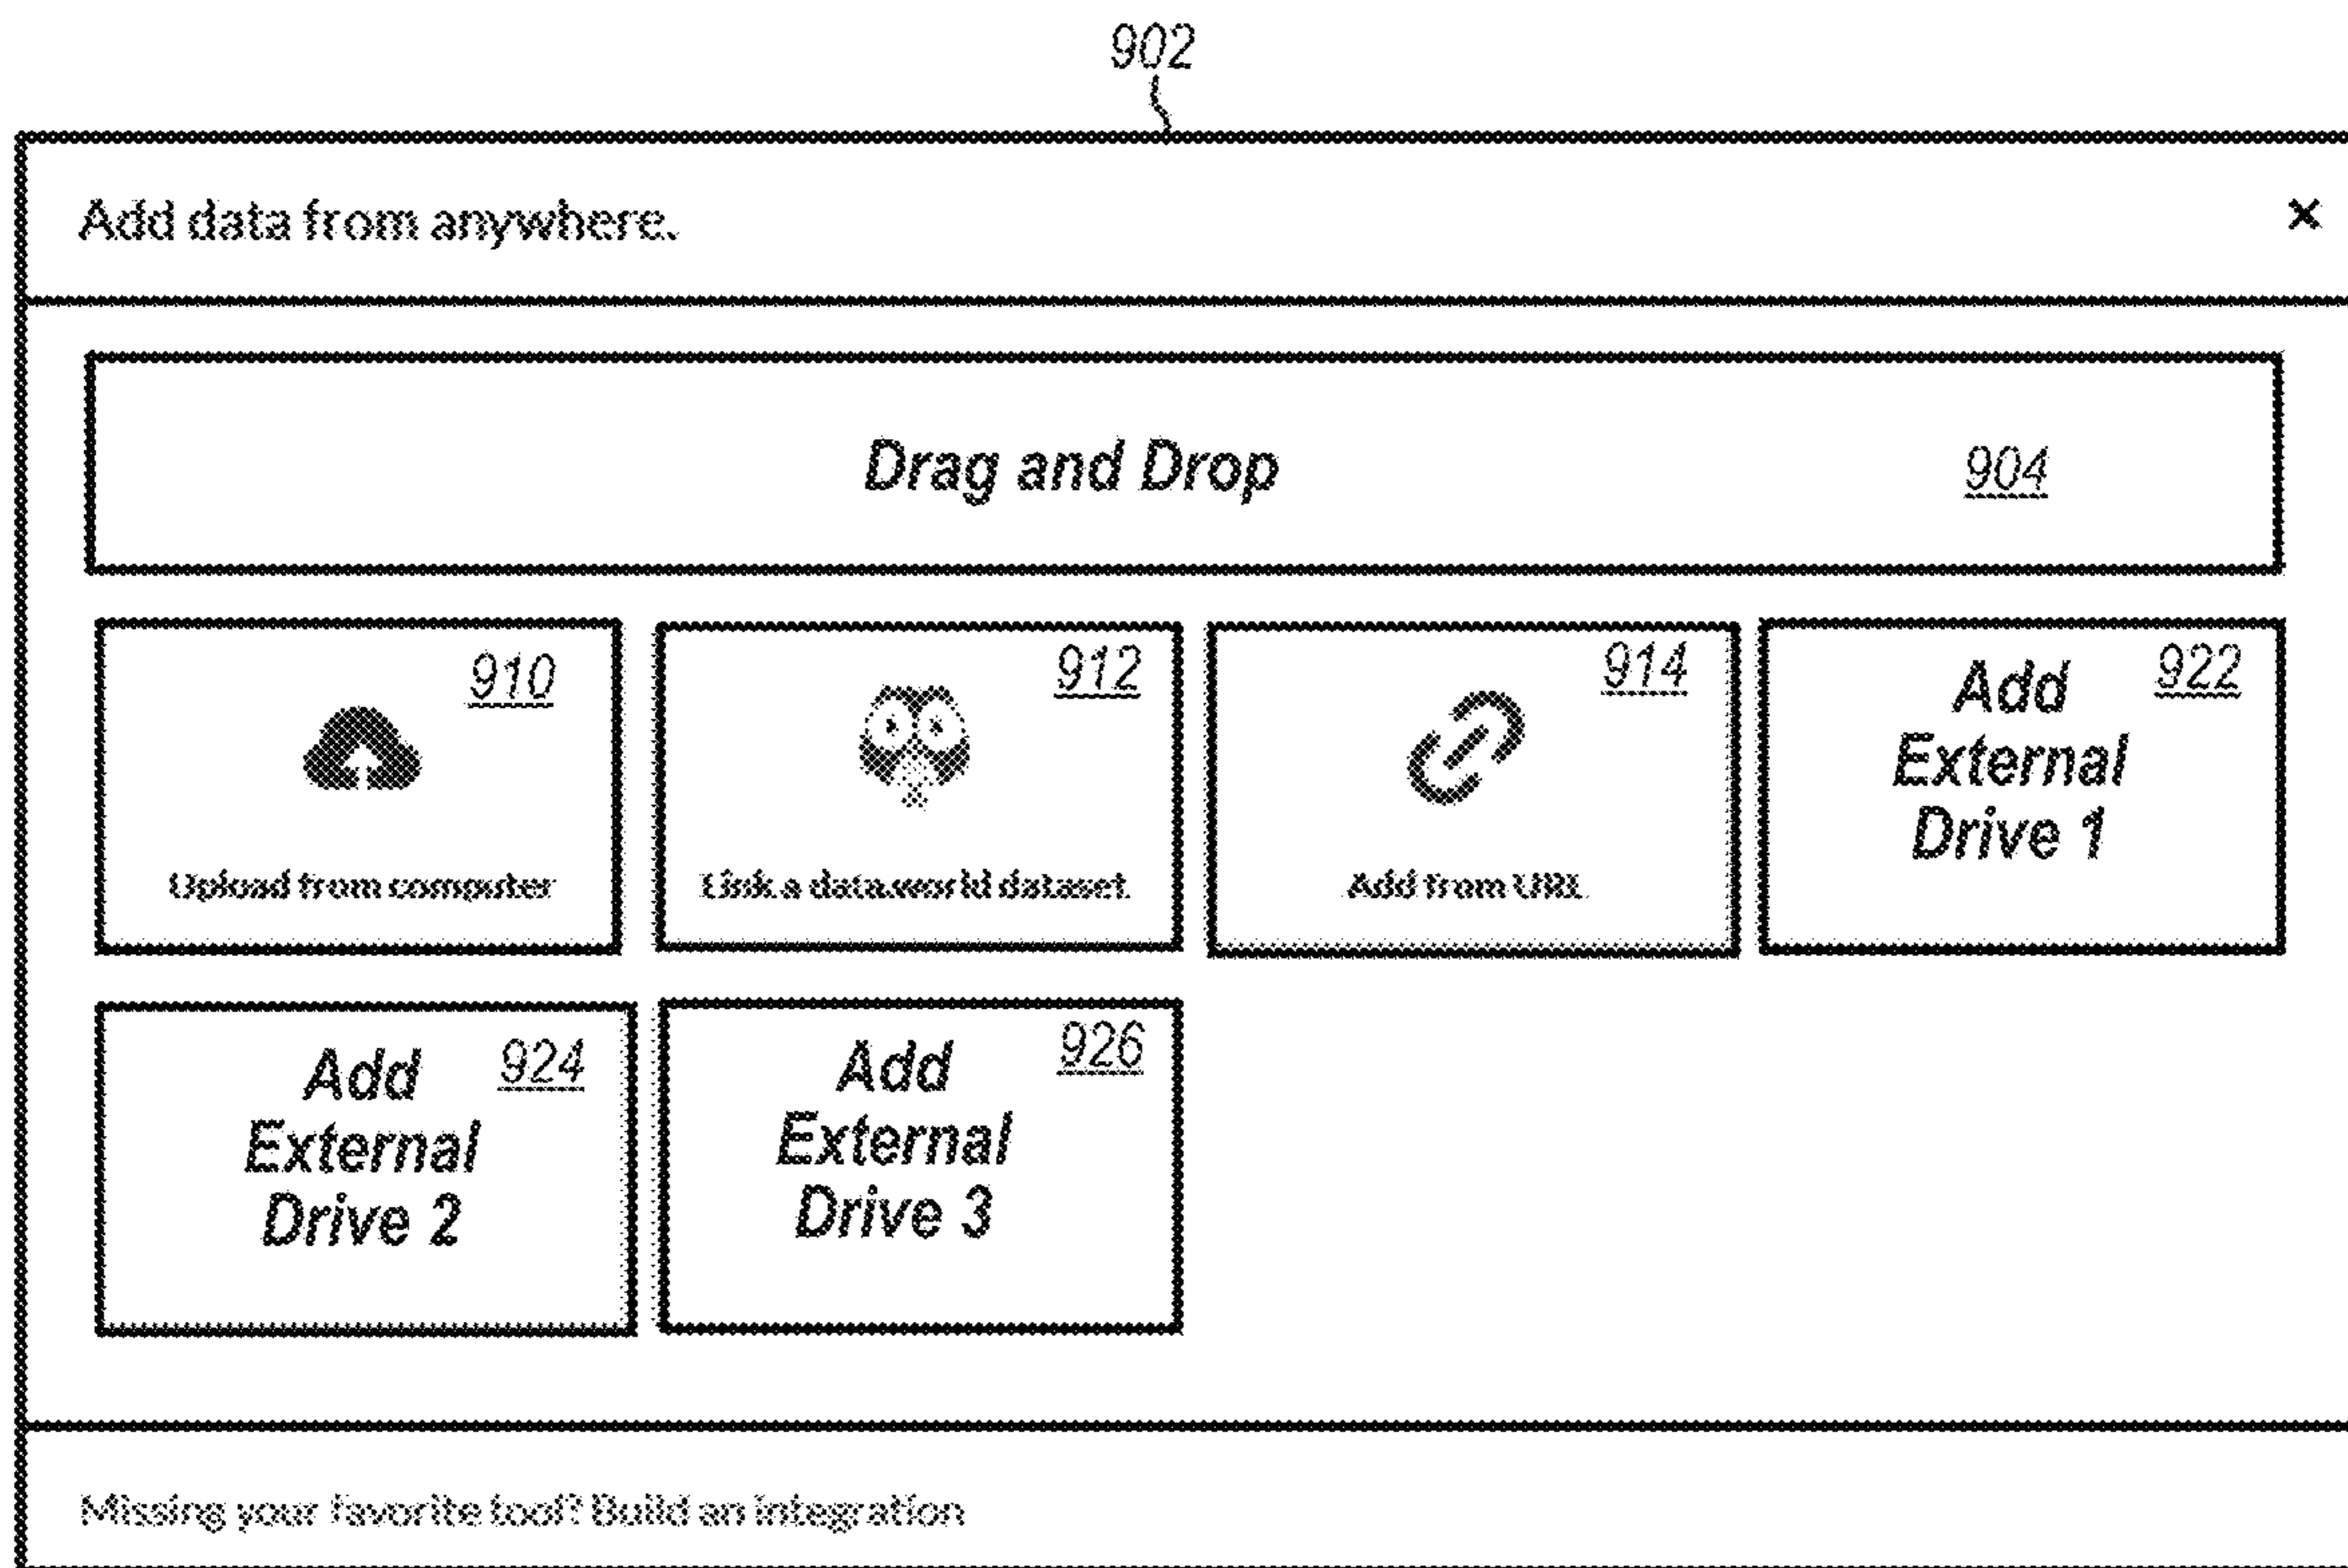 902
Add data from anywhere.
×
Drag and Drop
904
910
Upload from computer
912
Link a data.world dataset
914
Add from URL
922
Add
External
Drive 1
924
Add
External
Drive 2
926
Add
External
Drive 3
Missing your favorite tool? Build an integration